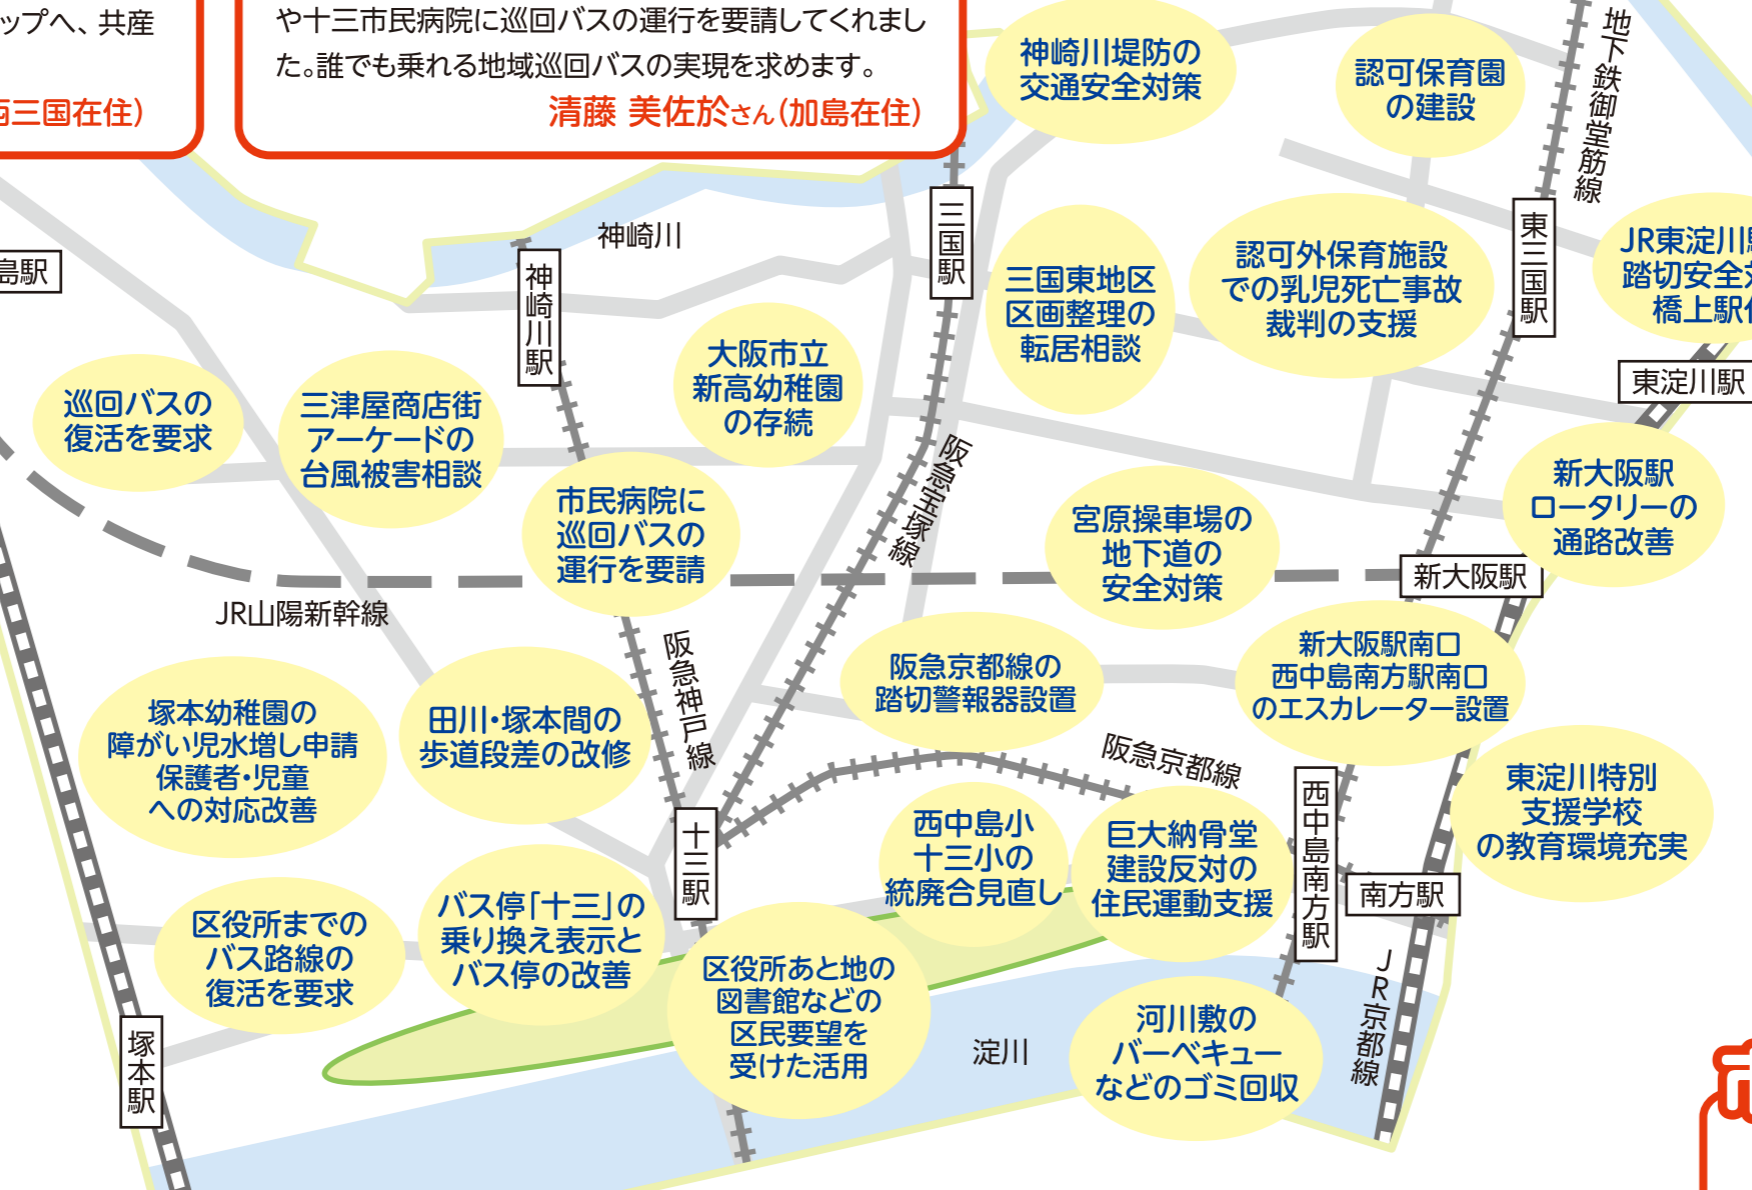 ップへ、共産
西三国在住）
や十三市民病院に巡回バスの運行を要請してくれまし
た。誰でも乗れる地域巡回バスの実現を求めます。
清藤 美佐於さん（加島在住）
神崎川堤防の
交通安全対策
認可保育園
の建設
地下鉄御堂筋線
島駅
神崎川
神崎川駅
三国駅
三国東地区
区画整理の
転居相談
認可外保育施設
での乳児死亡事故
裁判の支援
東三国駅
JR東淀川駅
踏切安全対
橋上駅化
東淀川駅
巡回バスの
復活を要求
三津屋商店街
アーケードの
台風被害相談
大阪市立
新高幼稚園
の存続
市民病院に
巡回バスの
運行を要請
阪急宝塚線
宮原操車場の
地下道の
安全対策
新大阪駅
ロータリーの
通路改善
新大阪駅
JR山陽新幹線
塚本幼稚園の
障がい児水増し申請
保護者・児童
への対応改善
田川・塚本間の
歩道段差の改修
阪急神戸線
阪急京都線の
踏切警報器設置
新大阪駅南口
西中島南方駅南口
のエスカレーター設置
阪急京都線
東淀川特別
支援学校
の教育環境充実
十三駅
西中島小
十三小の
統廃合見直し
巨大納骨堂
建設反対の
住民運動支援
西中島南方駅
南方駅
区役所までの
バス路線の
復活を要求
バス停「十三」の
乗り換え表示と
バス停の改善
区役所あと地の
図書館などの
区民要望を
受けた活用
淀川
河川敷の
バーベキュー
などのゴミ回収
JR京都線
塚本駅